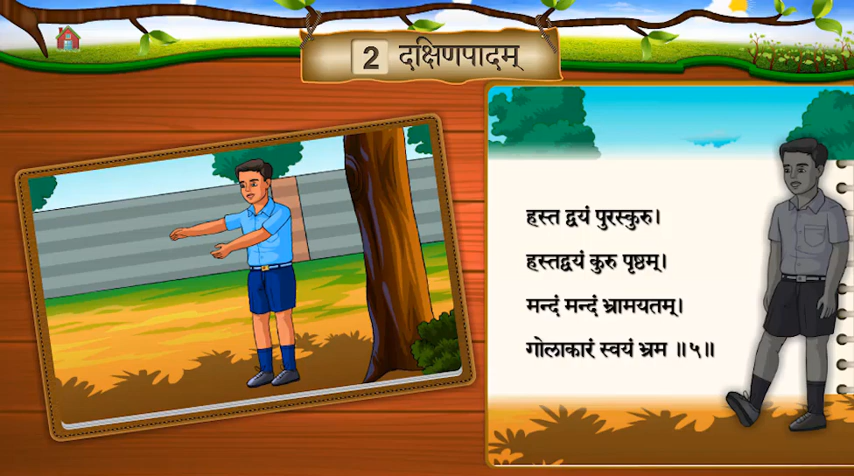 2 दक्षिणपादम्
हस्त द्वयं पुरस्कुरु।
हस्तद्वयं कुरु पृष्ठम्।
मन्दं मन्दं भ्रामयतम्।
गोलाकारं स्वयं भ्रम ॥५॥